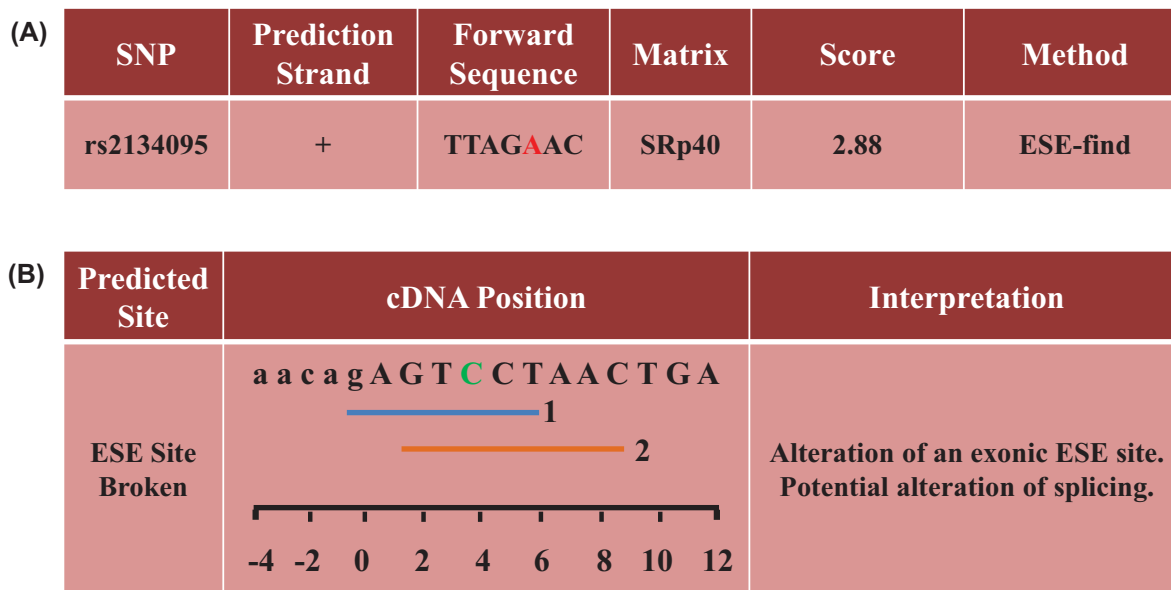 (A)
SNP
Prediction
Strand
Forward
Sequence
Matrix
Score
Method
rs2134095
+
TTAGAAC
SRp40
2.88
ESE-find
(B)
Predicted
Site
cDNA Position
Interpretation
ESE Site
Broken
a a c a g A G T C C T A A C T G A
1
2
-4 -2 0 2 4 6 8 10 12
Alteration of an exonic ESE site.
Potential alteration of splicing.